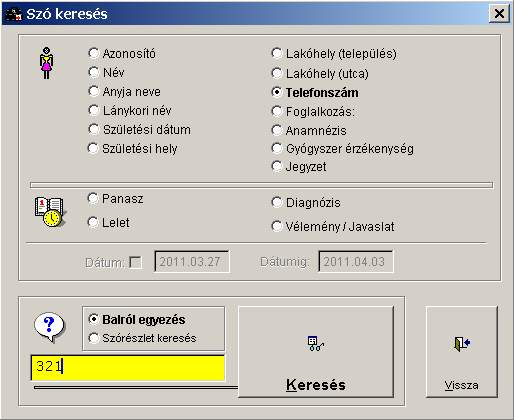 Szó keresés
Azonosító
Név
Anyja neve
Lánykori név
Születési dátum
Születési hely
Lakóhely (település)
Lakóhely (utca)
Telefonszám
Foglalkozás:
Anamnézis
Gyógyszer érzékenység
Jegyzet
Panasz
Lelet
Diagnózis
Vélemény / Javaslat
Dátum: 2011.03.27 Dátumig: 2011.04.03
Balról egyezés
Szórészlet keresés
321
Keresés
Vissza